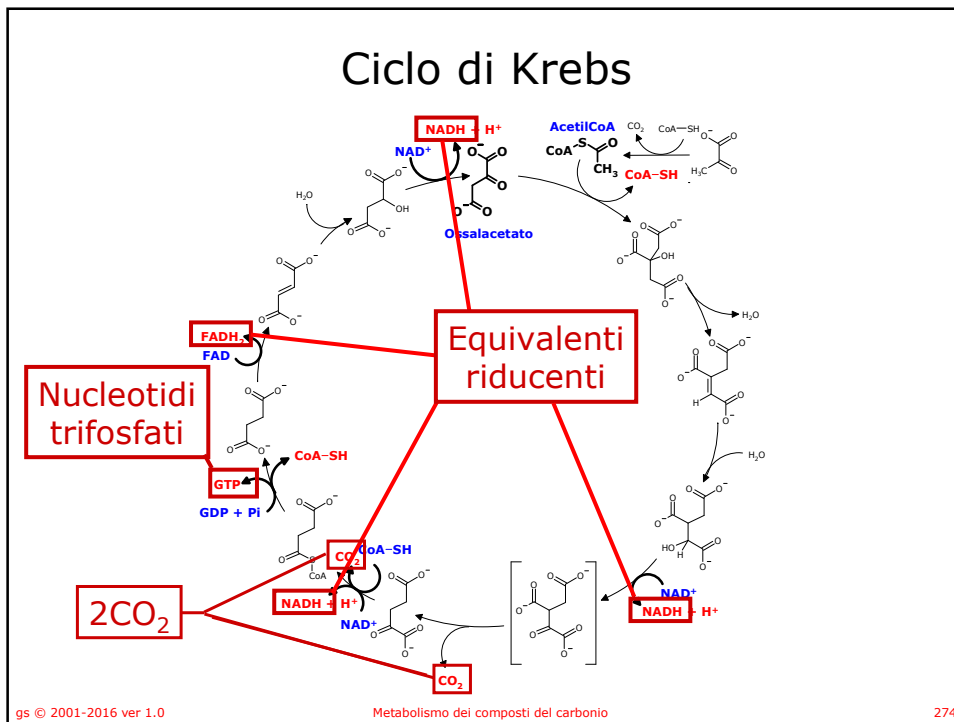 Ciclo di Krebs
NADH + H⁺
NAD⁺
O⁻ O
O
O⁻ O
Ossalacetato
AcetilCoA
CoA S O
CH₃
CO₂
CoA—SH
O⁻ O
H₃C O
CoA–SH
O O⁻
O
O⁻ OH
O
O⁻
H₂O
O O⁻
O
O⁻
H O
O⁻
H₂O
O O⁻
O
O⁻
HO H O
O⁻
NAD⁺
NADH + H⁺
O O⁻
O
O⁻
O O
O⁻
CO₂
O O⁻
O
O
O⁻
NAD⁺
NADH + H⁺
CO₂
CoA–SH
O O⁻
O S
CoA
2CO₂
GDP + Pi
GTP
CoA–SH
Nucleotidi
trifosfati
O O⁻
O
O⁻
FAD
FADH₂
O O⁻
O
O⁻
H₂O
O O⁻
OH
O
O⁻
Equivalenti
riducenti
gs © 2001-2016 ver 1.0
Metabolismo dei composti del carbonio
274